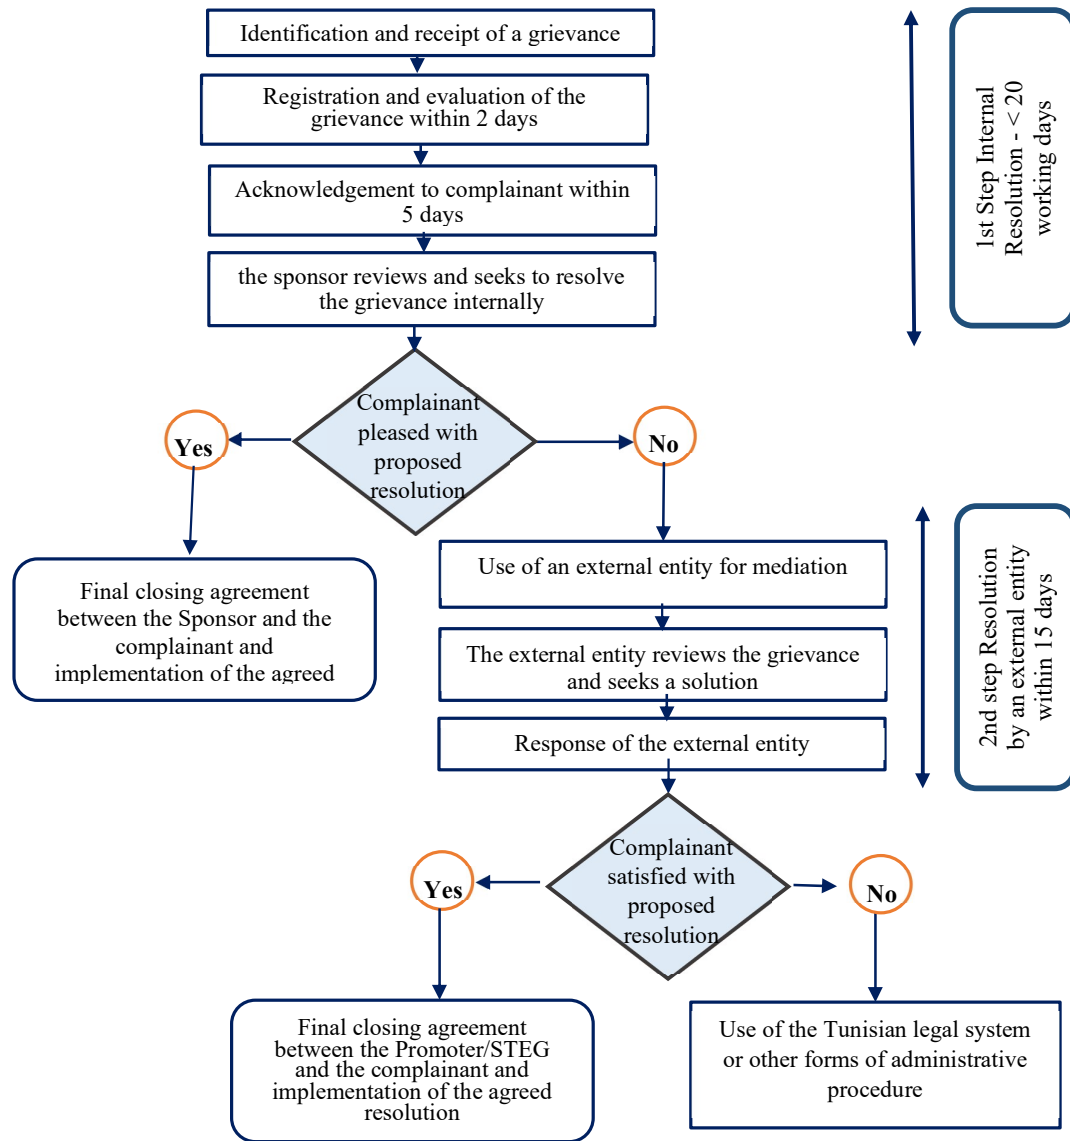 Identification and receipt of a grievance
Registration and evaluation of the
grievance within 2 days
Acknowledgement to complainant within
5 days
the sponsor reviews and seeks to resolve
the grievance internally
1st Step Internal
Resolution - < 20
working days
Complainant
pleased with
proposed
resolution
Yes
No
Final closing agreement
between the Sponsor and the
complainant and
implementation of the agreed
Use of an external entity for mediation
The external entity reviews the grievance
and seeks a solution
Response of the external entity
2nd step Resolution
by an external entity
within 15 days
Complainant
satisfied with
proposed
resolution
Yes
No
Final closing agreement
between the Promoter/STEG
and the complainant and
implementation of the agreed
resolution
Use of the Tunisian legal system
or other forms of administrative
procedure